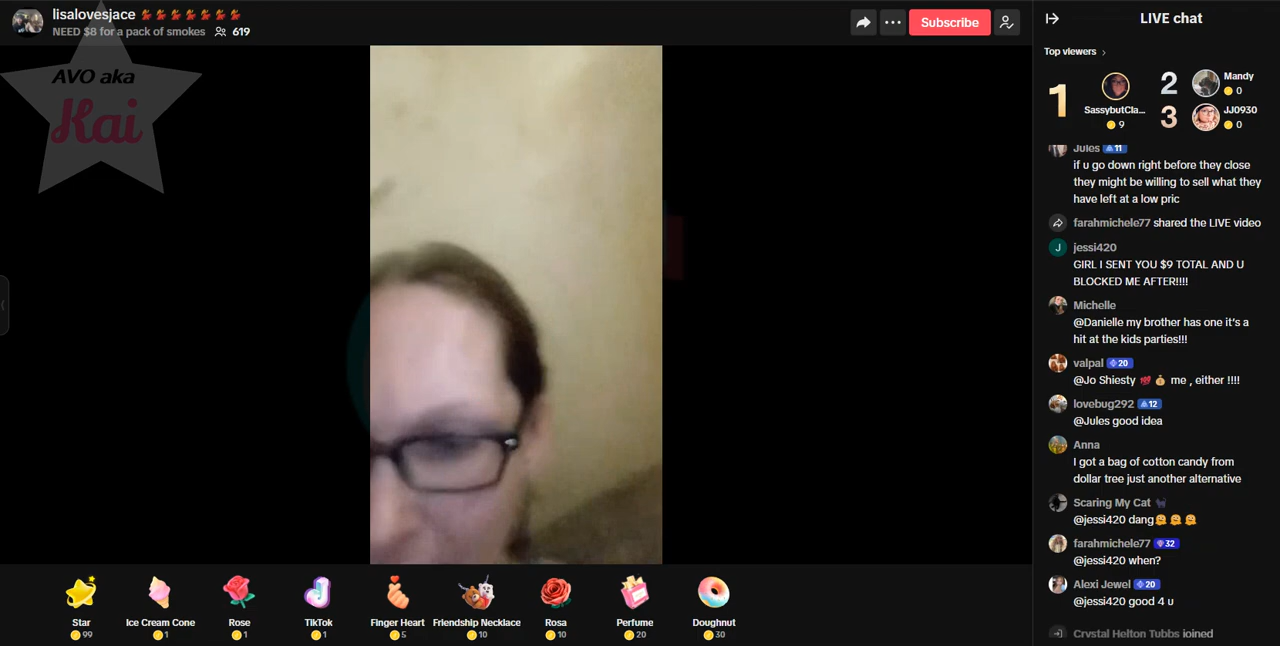 lisalovesjace 💃💃💃💃💃💃💃
NEED $8 for a pack of smokes 619
Subscribe
AVO aka
Kai
LIVE chat
Top viewers
1
SassybutCla...
9
2
Mandy
0
3
JJ0930
0
Jules 11
if u go down right before they close
they might be willing to sell what they
have left at a low pric
farahmichele77 shared the LIVE video
J jessi420
GIRL I SENT YOU $9 TOTAL AND U
BLOCKED ME AFTER!!!!
Michelle
@Danielle my brother has one it's a
hit at the kids parties!!!
valpal 20
@Jo Shiesty 💋 💰 me , either !!!!
lovebug292 12
@Jules good idea
Anna
I got a bag of cotton candy from
dollar tree just another alternative
Scaring My Cat 🐈‍⬛
@jessi420 dang🤗🤗🤗
farahmichele77 32
@jessi420 when?
Alexi Jewel 20
@jessi420 good 4 u
Crystal Helton Tubbs joined
Star
99
Ice Cream Cone
1
Rose
1
TikTok
1
Finger Heart
5
Friendship Necklace
10
Rosa
10
Perfume
20
Doughnut
30